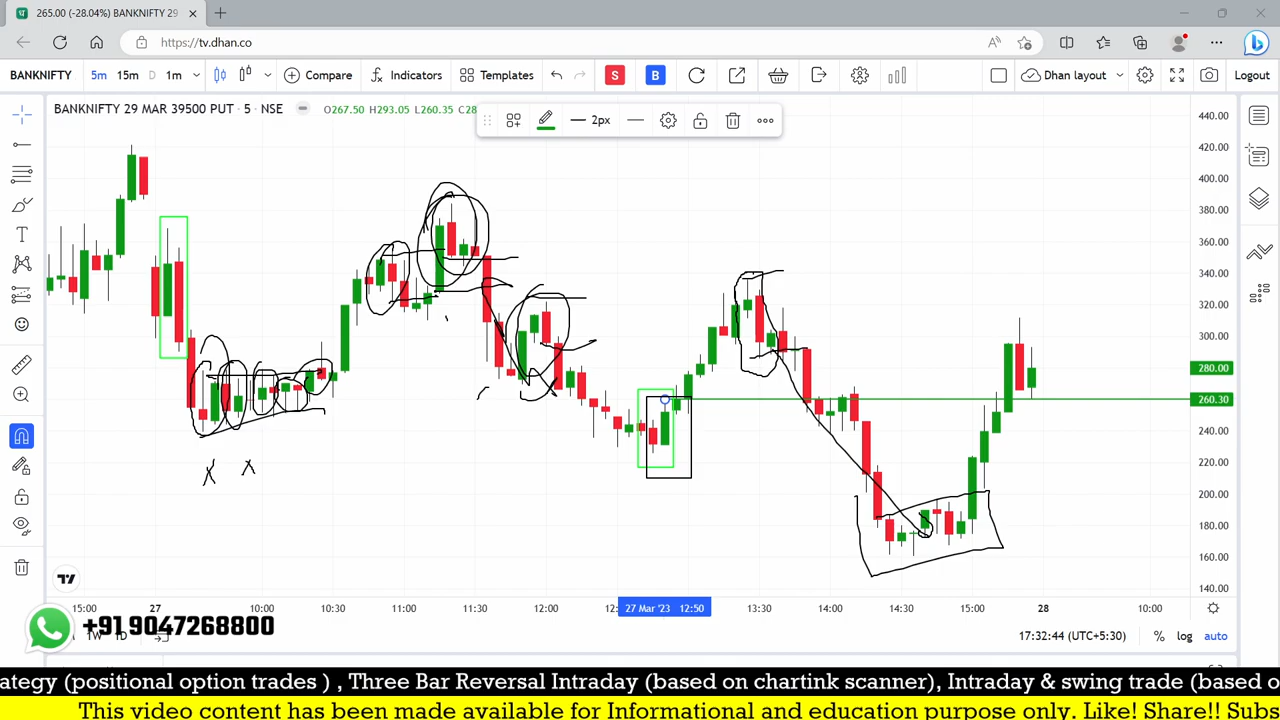 265.00 (-28.04%) BANKNIFTY 29
https://tv.dhan.co
BANKNIFTY 5m 15m D 1m Compare Indicators Templates S B Dhan layout Logout
BANKNIFTY 29 MAR 39500 PUT · 5 · NSE O267.50 H293.05 L260.35 C28
2px
440.00
420.00
400.00
380.00
360.00
340.00
320.00
300.00
280.00
260.30
240.00
220.00
200.00
180.00
160.00
140.00
X X
15:00 27 10:00 10:30 11:00 11:30 12:00 12: 27 Mar '23 12:50 13:30 14:00 14:30 15:00 28 10:00
+91 9047268800
1W 1D 17:32:44 (UTC+5:30) % log auto
ategy (positional option trades ) , Three Bar Reversal Intraday (based on chartink scanner), Intraday & swing trade (based o
This video content has been made available for Informational and education purpose only. Like! Share!! Subs